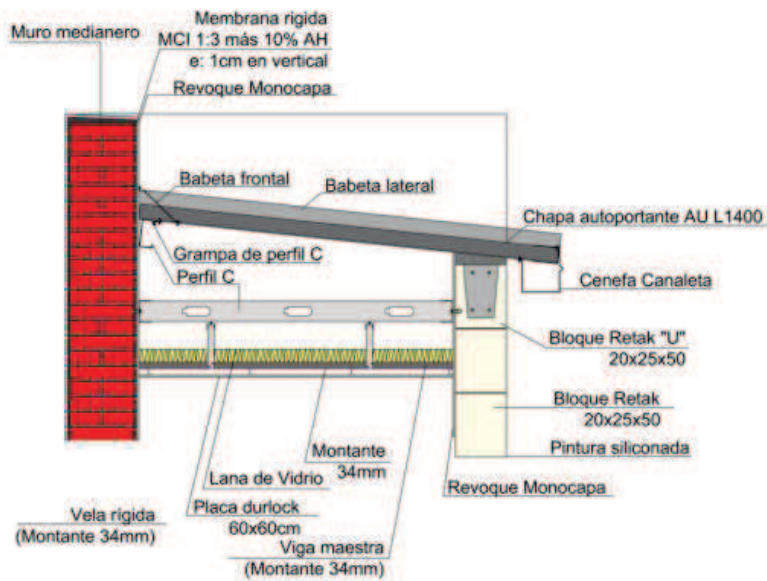 Membrana rigida
MCI 1:3 más 10% AH
e: 1cm en vertical
Muro medianero
Revoque Monocapa
Babeta frontal
Babeta lateral
Chapa autoportante AU L1400
Grampa de perfil C
Perfil C
Cenefa Canaleta
Bloque Retak "U"
20x25x50
Bloque Retak
20x25x50
Montante
34mm
Pintura siliconada
Lana de Vidrio
Revoque Monocapa
Placa durlock
60x60cm
Vela rígida
(Montante 34mm)
Viga maestra
(Montante 34mm)